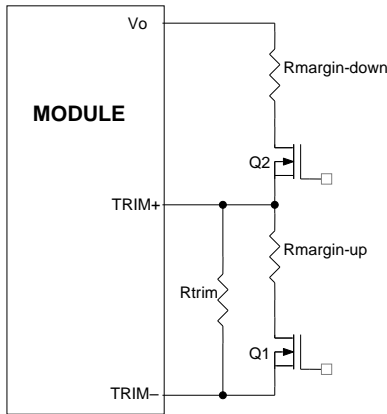 Vo
Rmargin-down
MODULE
Q2
TRIM+
Rmargin-up
Rtrim
Q1
TRIM–